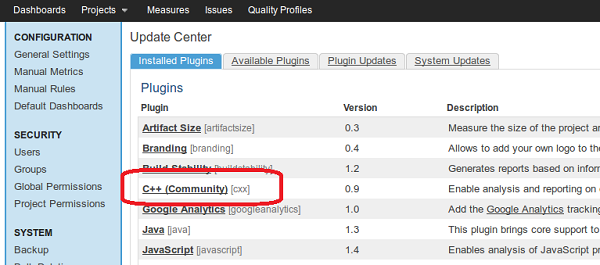 Dashboards Projects Measures Issues Quality Profiles
CONFIGURATION
General Settings
Manual Metrics
Manual Rules
Default Dashboards
SECURITY
Users
Groups
Global Permissions
Project Permissions
SYSTEM
Backup
Update Center
Installed Plugins Available Plugins Plugin Updates System Updates
Plugins
Plugin Version Description
Artifact Size [artifactsize] 0.3 Measure the size of the project an
Branding [branding] 0.4 Allows to add your own logo to the
Build Stability [buildstability] 1.2 Generates reports based on infor
C++ (Community) [cxx] 0.9 Enable analysis and reporting on
Google Analytics [googleanalytics] 1.0 Add the Google Analytics tracking
Java [java] 1.3 This plugin brings core support to
JavaScript [javascript] 1.4 Enables analysis of JavaScript pr